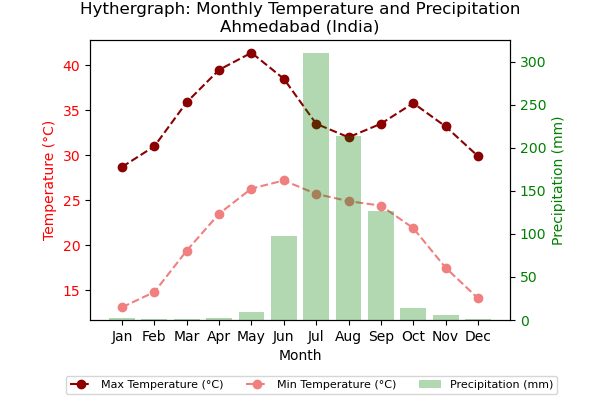 Hythergraph: Monthly Temperature and Precipitation
Ahmedabad (India)
40
35
30
25
20
15
Temperature (°C)
300
250
200
150
100
50
0
Precipitation (mm)
Jan Feb Mar Apr May Jun Jul Aug Sep Oct Nov Dec
Month
Max Temperature (°C) Min Temperature (°C) Precipitation (mm)